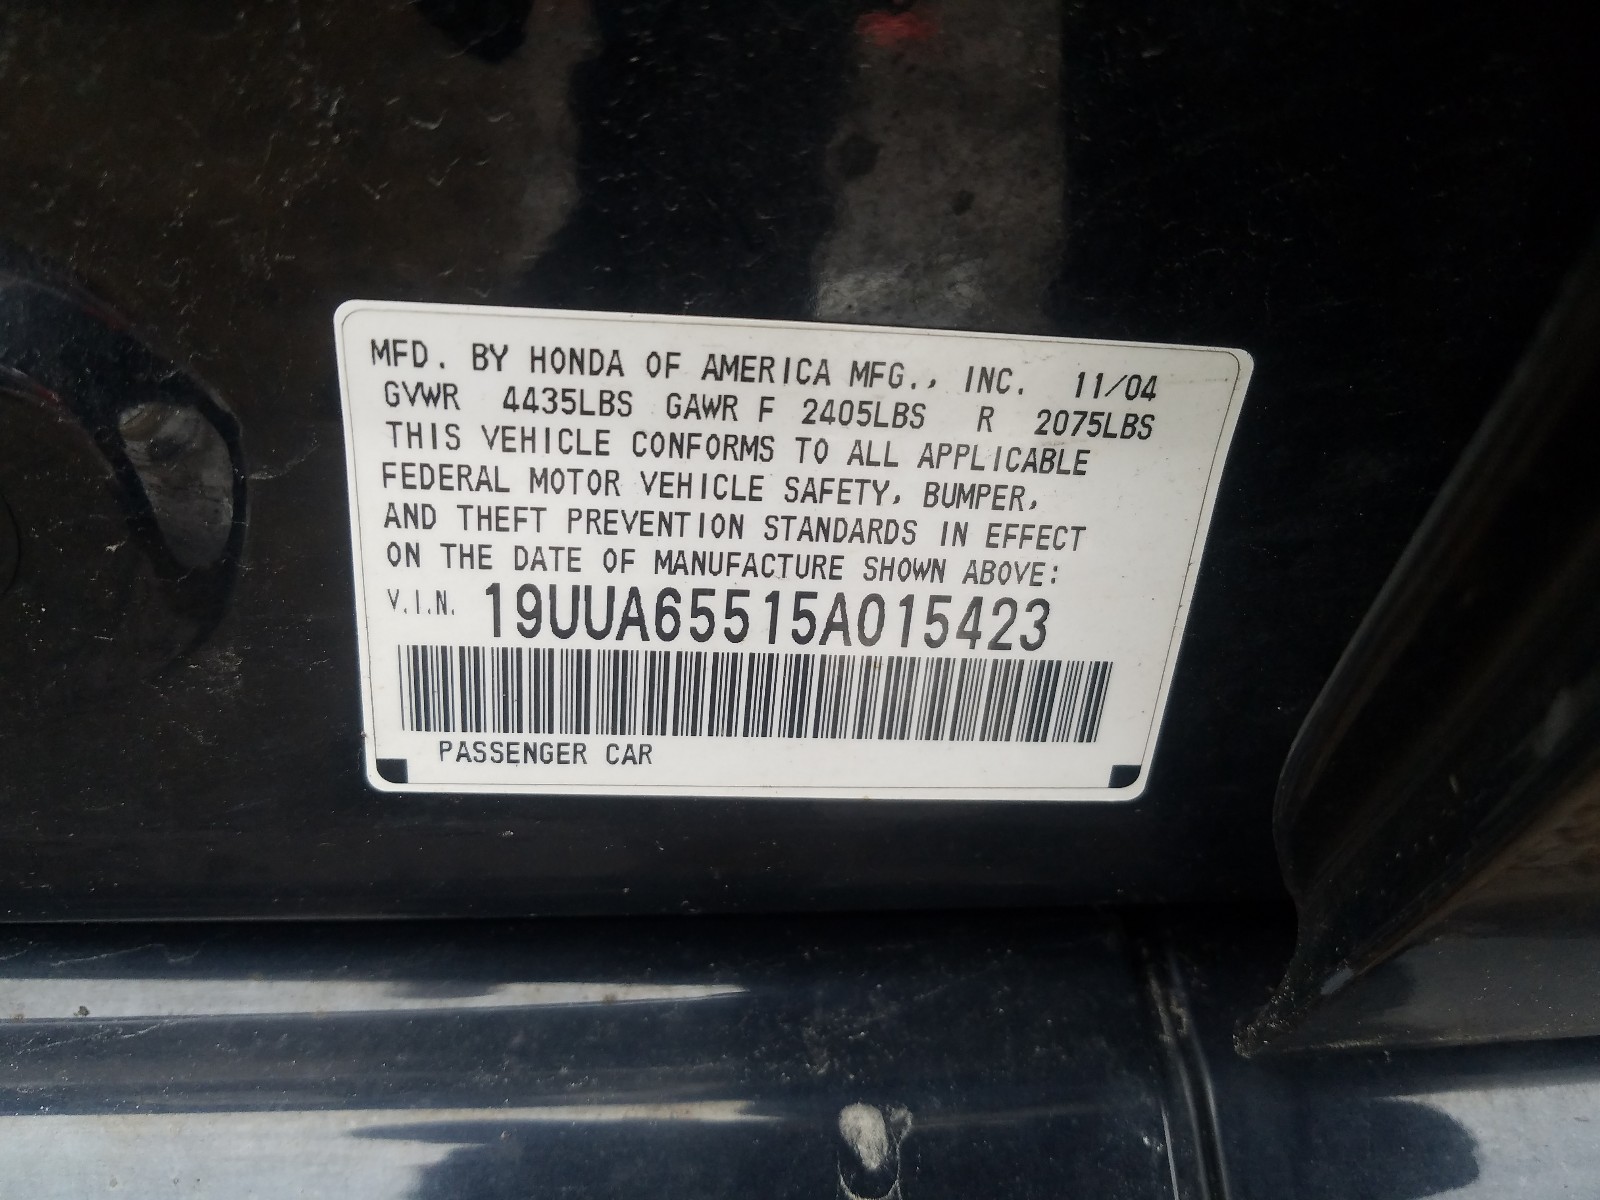 MFD. BY HONDA OF AMERICA MFG., INC. 11/04
GVWR 4435LBS GAWR F 2405LBS R 2075LBS
THIS VEHICLE CONFORMS TO ALL APPLICABLE
FEDERAL MOTOR VEHICLE SAFETY, BUMPER,
AND THEFT PREVENTION STANDARDS IN EFFECT
ON THE DATE OF MANUFACTURE SHOWN ABOVE:
V.I.N. 19UUA65515A015423
PASSENGER CAR